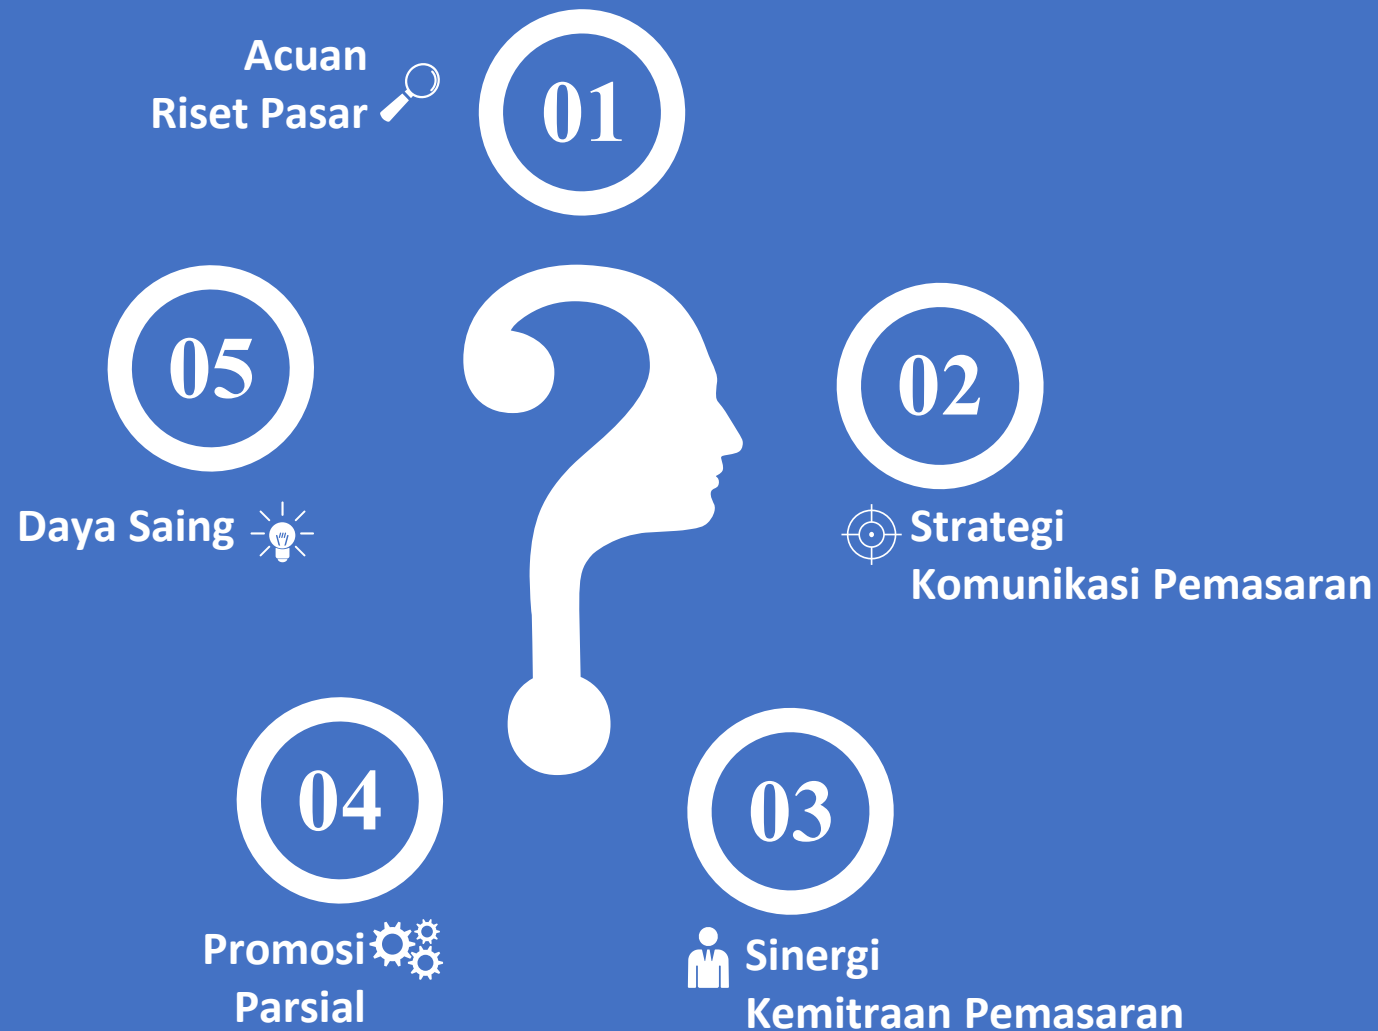 01
Acuan
Riset Pasar
02
Strategi
Komunikasi Pemasaran
03
Sinergi
Kemitraan Pemasaran
04
Promosi
Parsial
05
Daya Saing